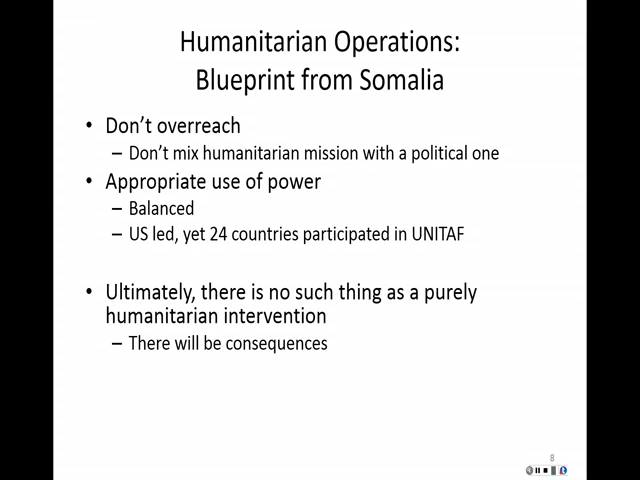 Humanitarian Operations:
Blueprint from Somalia
• Don't overreach
– Don't mix humanitarian mission with a political one
• Appropriate use of power
– Balanced
– US led, yet 24 countries participated in UNITAF
• Ultimately, there is no such thing as a purely
humanitarian intervention
– There will be consequences
8